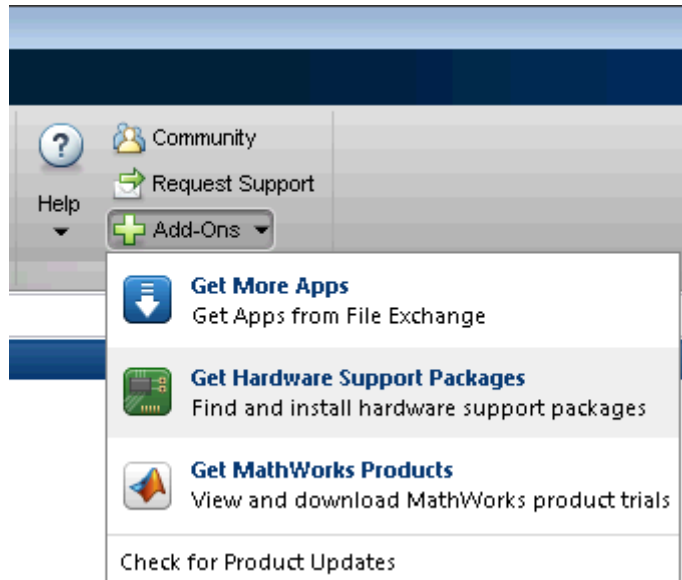 ?
Community
Request Support
Help
Add-Ons
Get More Apps
Get Apps from File Exchange
Get Hardware Support Packages
Find and install hardware support packages
Get MathWorks Products
View and download MathWorks product trials
Check for Product Updates